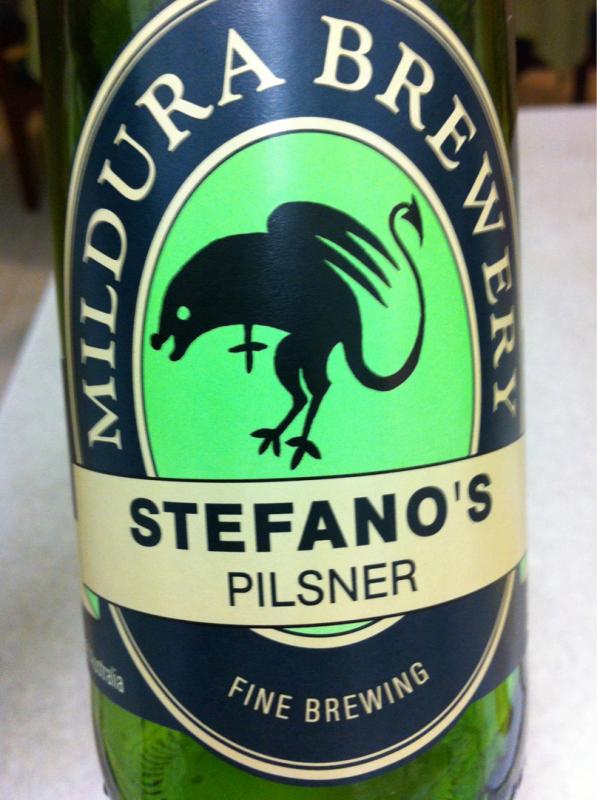 MILDURA BREWERY
STEFANO'S
PILSNER
FINE BREWING